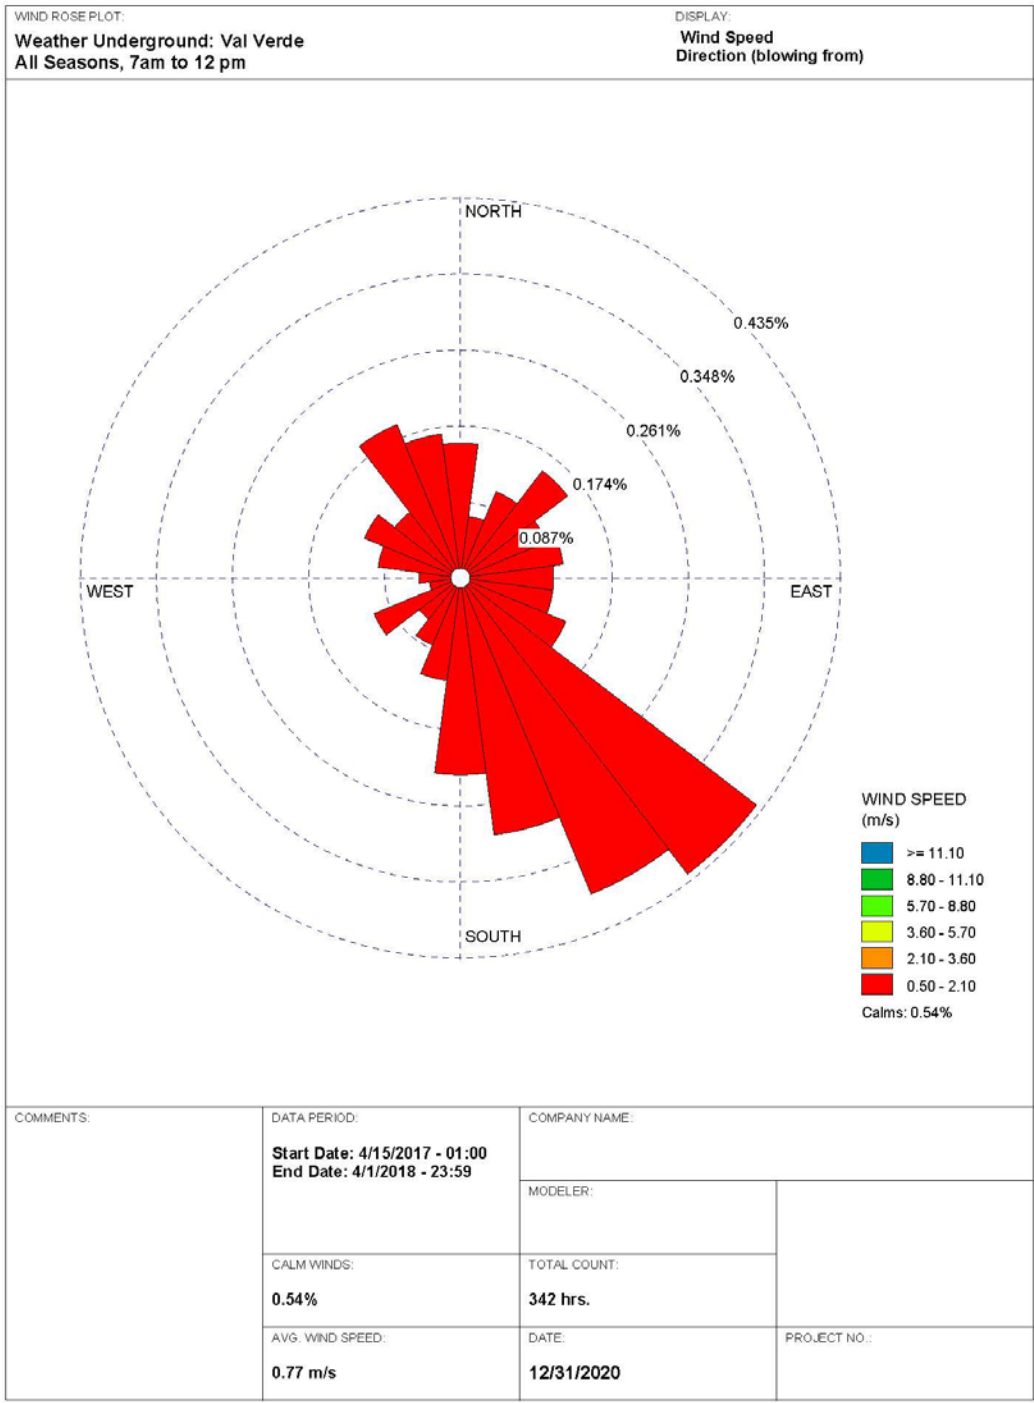 WIND ROSE PLOT:
Weather Underground: Val Verde
All Seasons, 7am to 12 pm
DISPLAY:
Wind Speed
Direction (blowing from)
NORTH
0.435%
0.348%
0.261%
0.174%
0.087%
WEST
EAST
SOUTH
WIND SPEED
(m/s)
>= 11.10
8.80 - 11.10
5.70 - 8.80
3.60 - 5.70
2.10 - 3.60
0.50 - 2.10
Calms: 0.54%
COMMENTS:
DATA PERIOD:
Start Date: 4/15/2017 - 01:00
End Date: 4/1/2018 - 23:59
COMPANY NAME:
MODELER:
CALM WINDS:
0.54%
TOTAL COUNT:
342 hrs.
AVG. WIND SPEED:
0.77 m/s
DATE:
12/31/2020
PROJECT NO.: